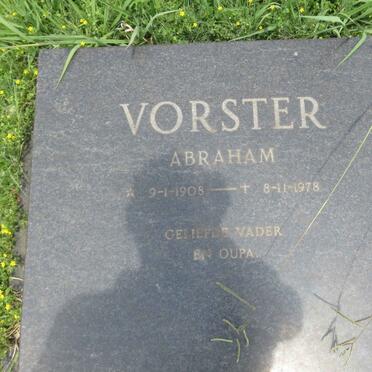 VORSTER
ABRAHAM
* 9-1-1908 — † 8-11-1978
GELIEFDE VADER
EN OUPA